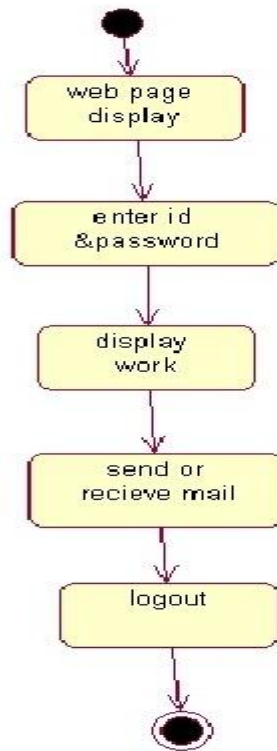 web page
display
enter id
&password
display
work
send or
recieve mail
logout